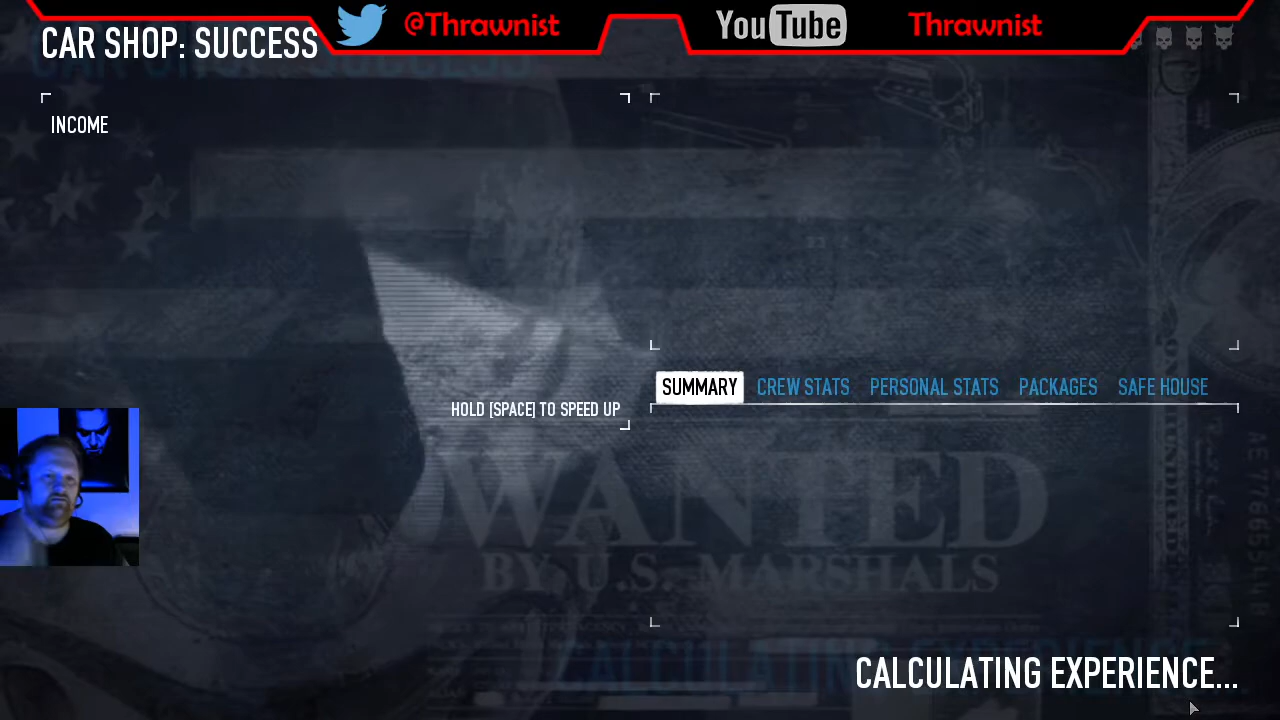 @Thrawnist
YouTube
Thrawnist
CAR SHOP: SUCCESS
INCOME
SUMMARY
CREW STATS
PERSONAL STATS
PACKAGES
SAFE HOUSE
HOLD [SPACE] TO SPEED UP
WANTED
BY U.S. MARSHALS
CALCULATING EXPERIENCE...